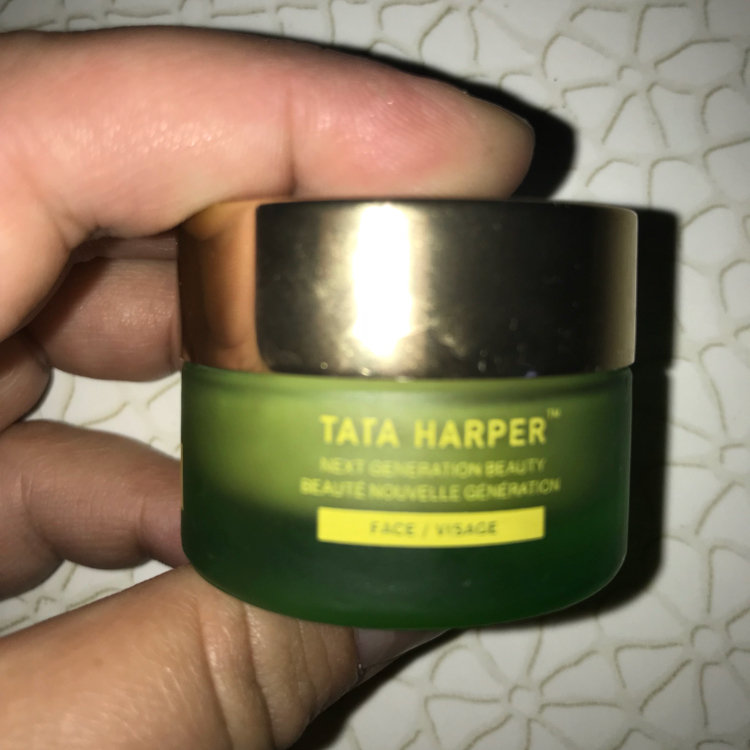 TATA HARPER™
NEXT GENERATION BEAUTY
BEAUTÉ NOUVELLE GÉNÉRATION
FACE / VISAGE